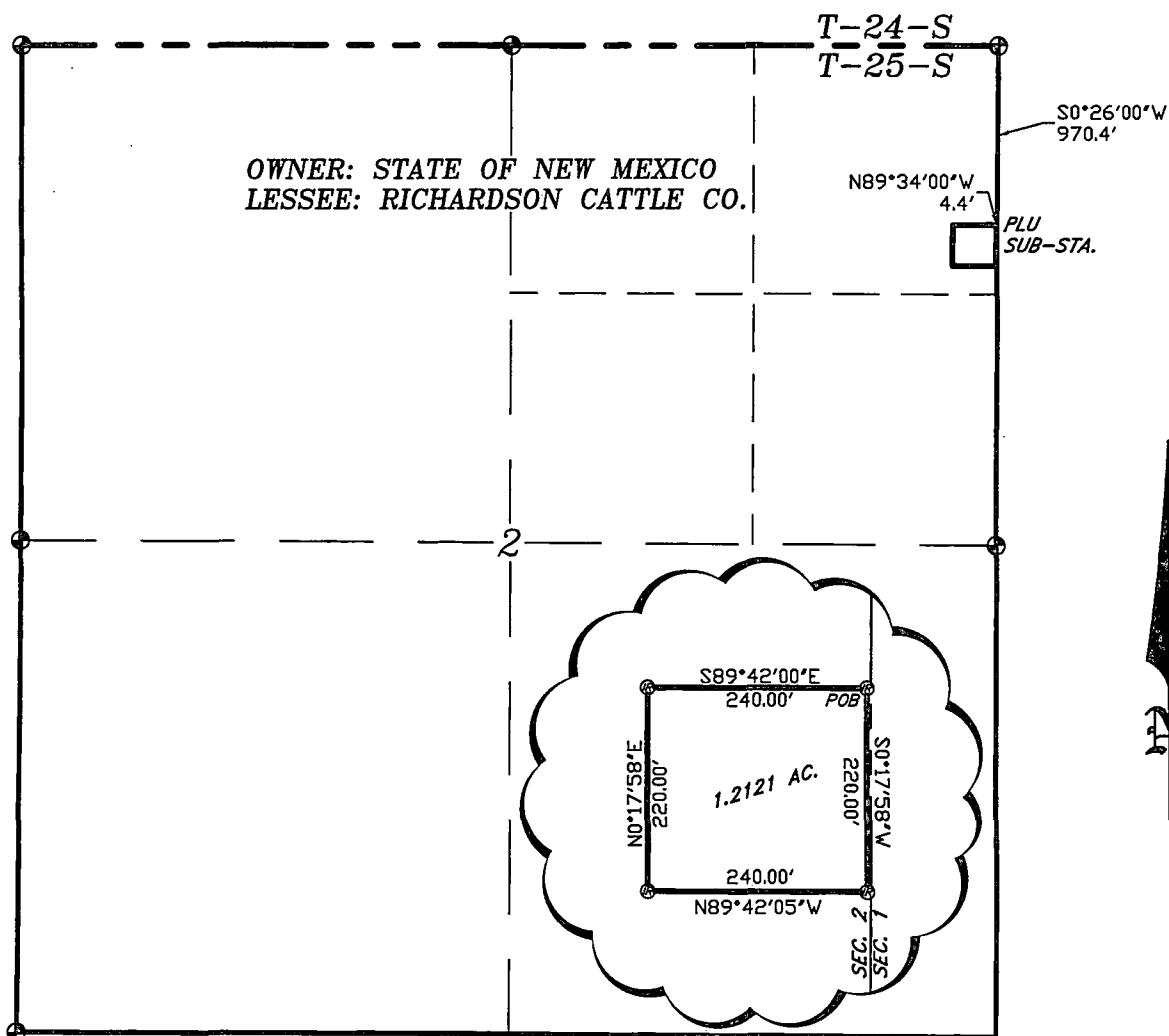 T-24-S
T-25-S
S0°26'00"W
970.4'
OWNER: STATE OF NEW MEXICO
LESSEE: RICHARDSON CATTLE CO.
N89°34'00"W
4.4'
PLU
SUB-STA.
2
S89°42'00"E
240.00'
POB
N0°17'58"E
220.00'
1.2121 AC.
S0°17'58"W
220.00'
240.00'
N89°42'05"W
SEC. 2
SEC. 1